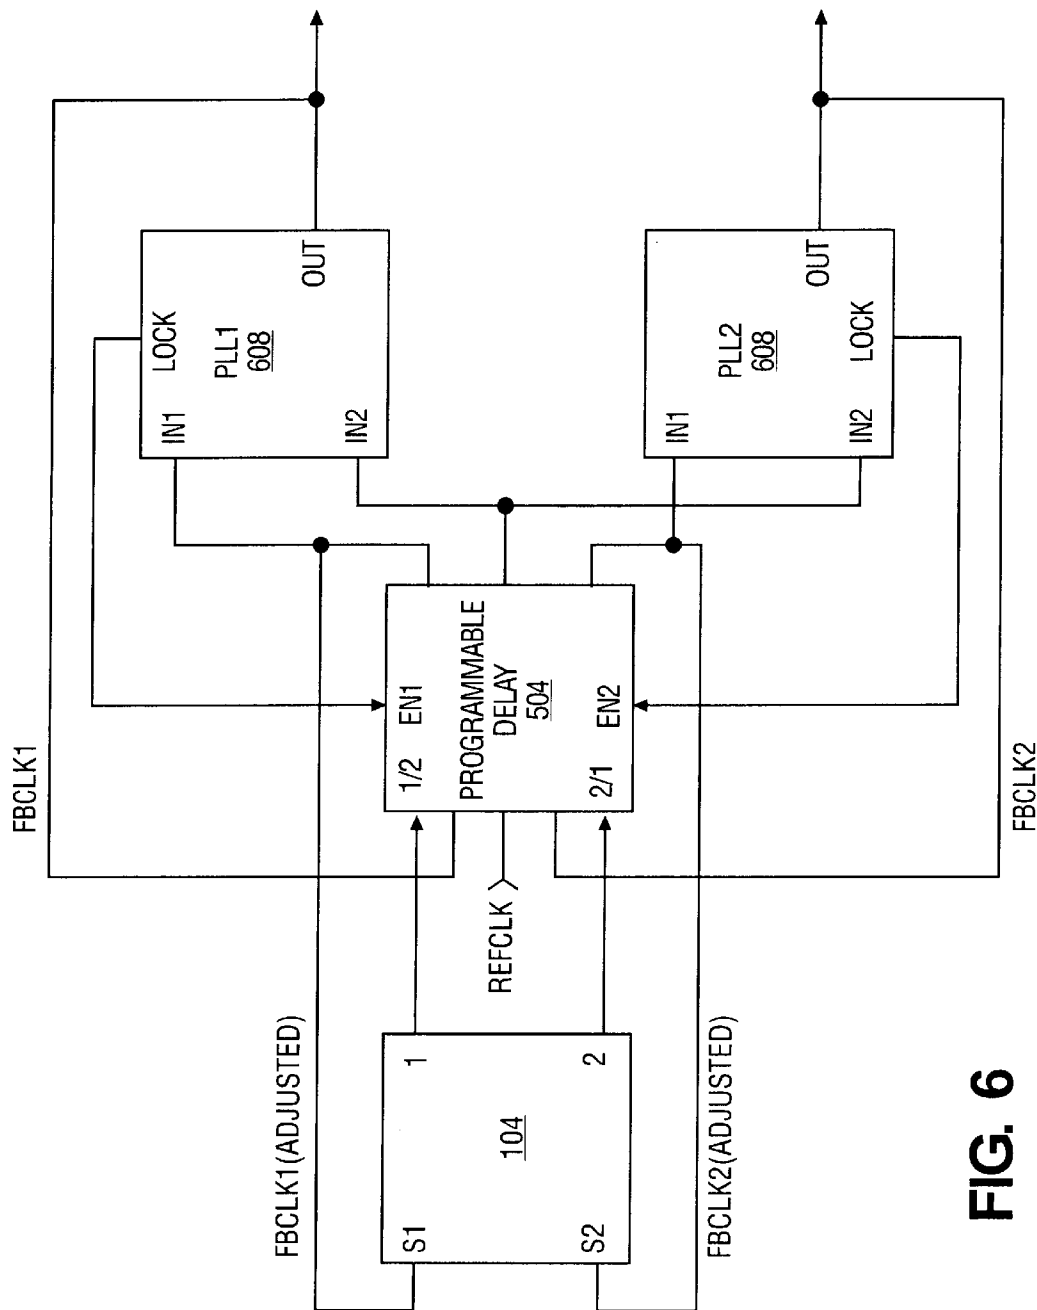 FBCLK1
LOCK
IN1
PLL1
608
OUT
IN2
FBCLK1(ADJUSTED)
S1
1
104
S2
2
FBCLK2(ADJUSTED)
REFCLK
1/2
EN1
PROGRAMMABLE
DELAY
504
2/1
EN2
IN1
PLL2
608
OUT
IN2
LOCK
FBCLK2
FIG. 6